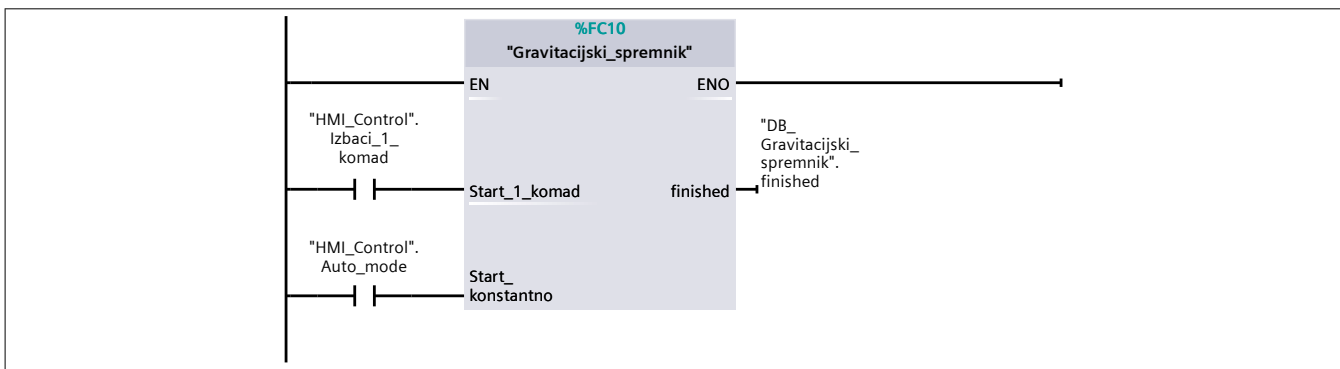 %FC10
"Gravitacijski_spremnik"
EN
ENO
"HMI_Control".
Izbaci_1_
komad
Start_1_komad
finished
"DB_
Gravitacijski_
spremnik".
finished
"HMI_Control".
Auto_mode
Start_
konstantno